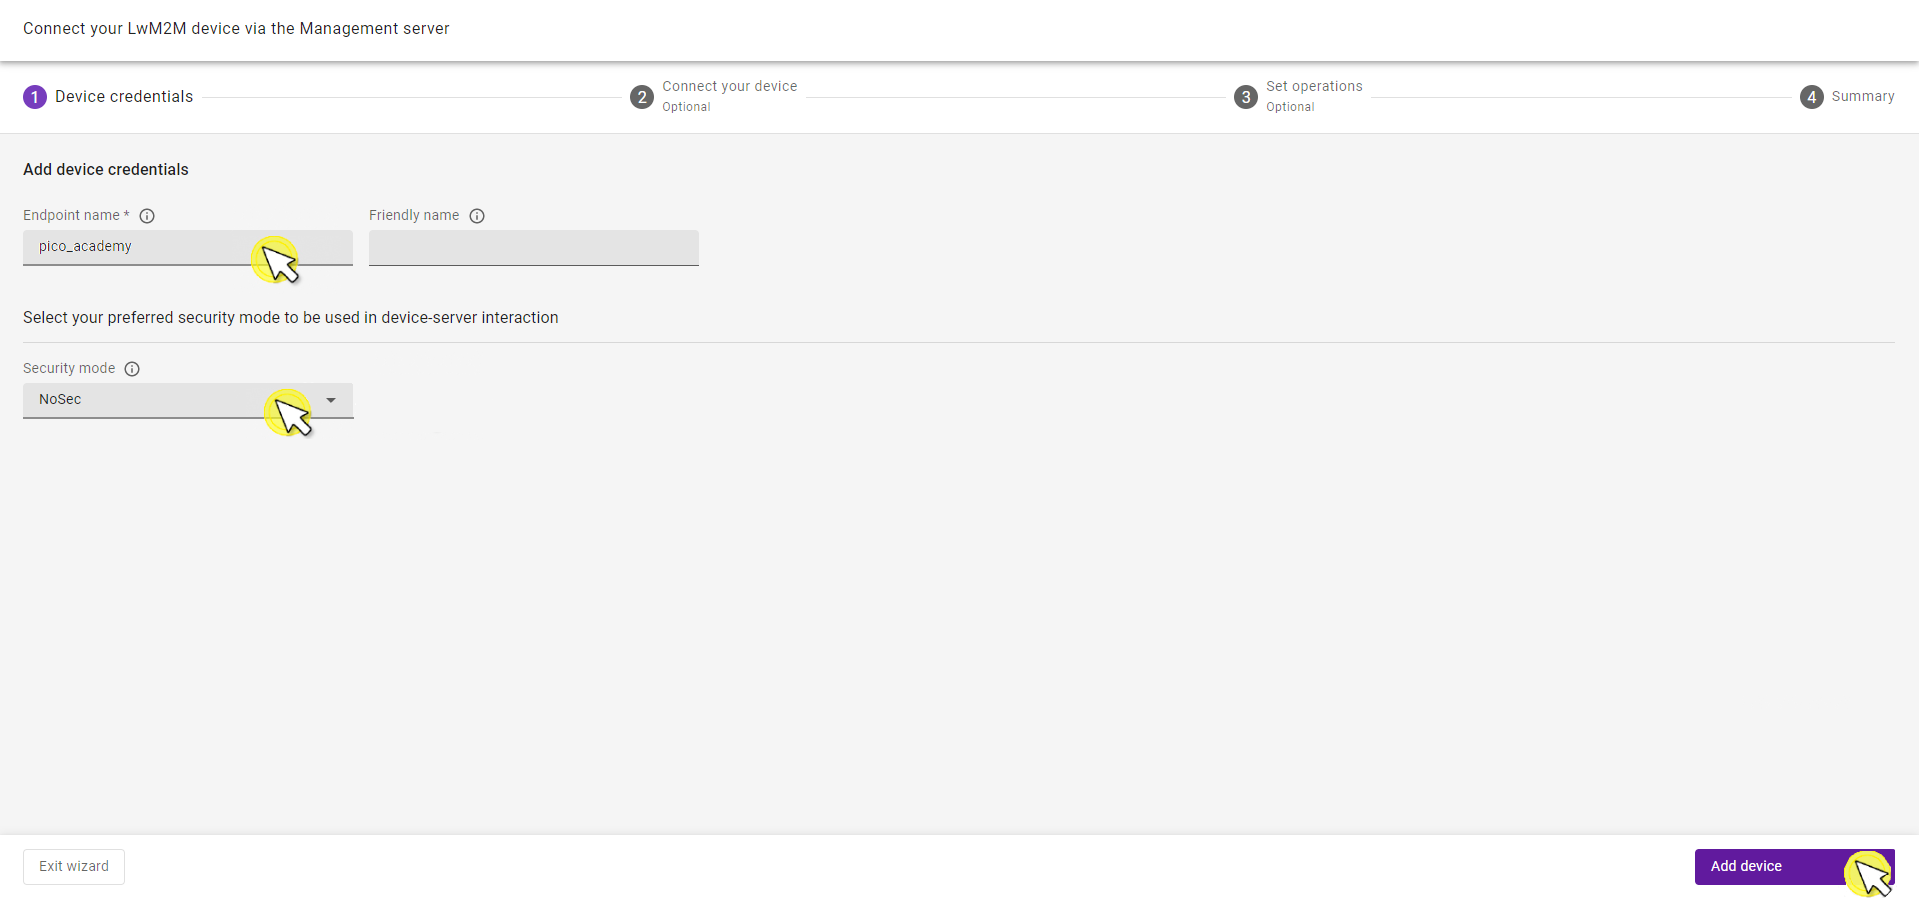 Connect your LwM2M device via the Management server
1 Device credentials
2 Connect your device
Optional
3 Set operations
Optional
4 Summary
Add device credentials
Endpoint name * Friendly name
pico_academy
Select your preferred security mode to be used in device-server interaction
Security mode
NoSec
Exit wizard Add device